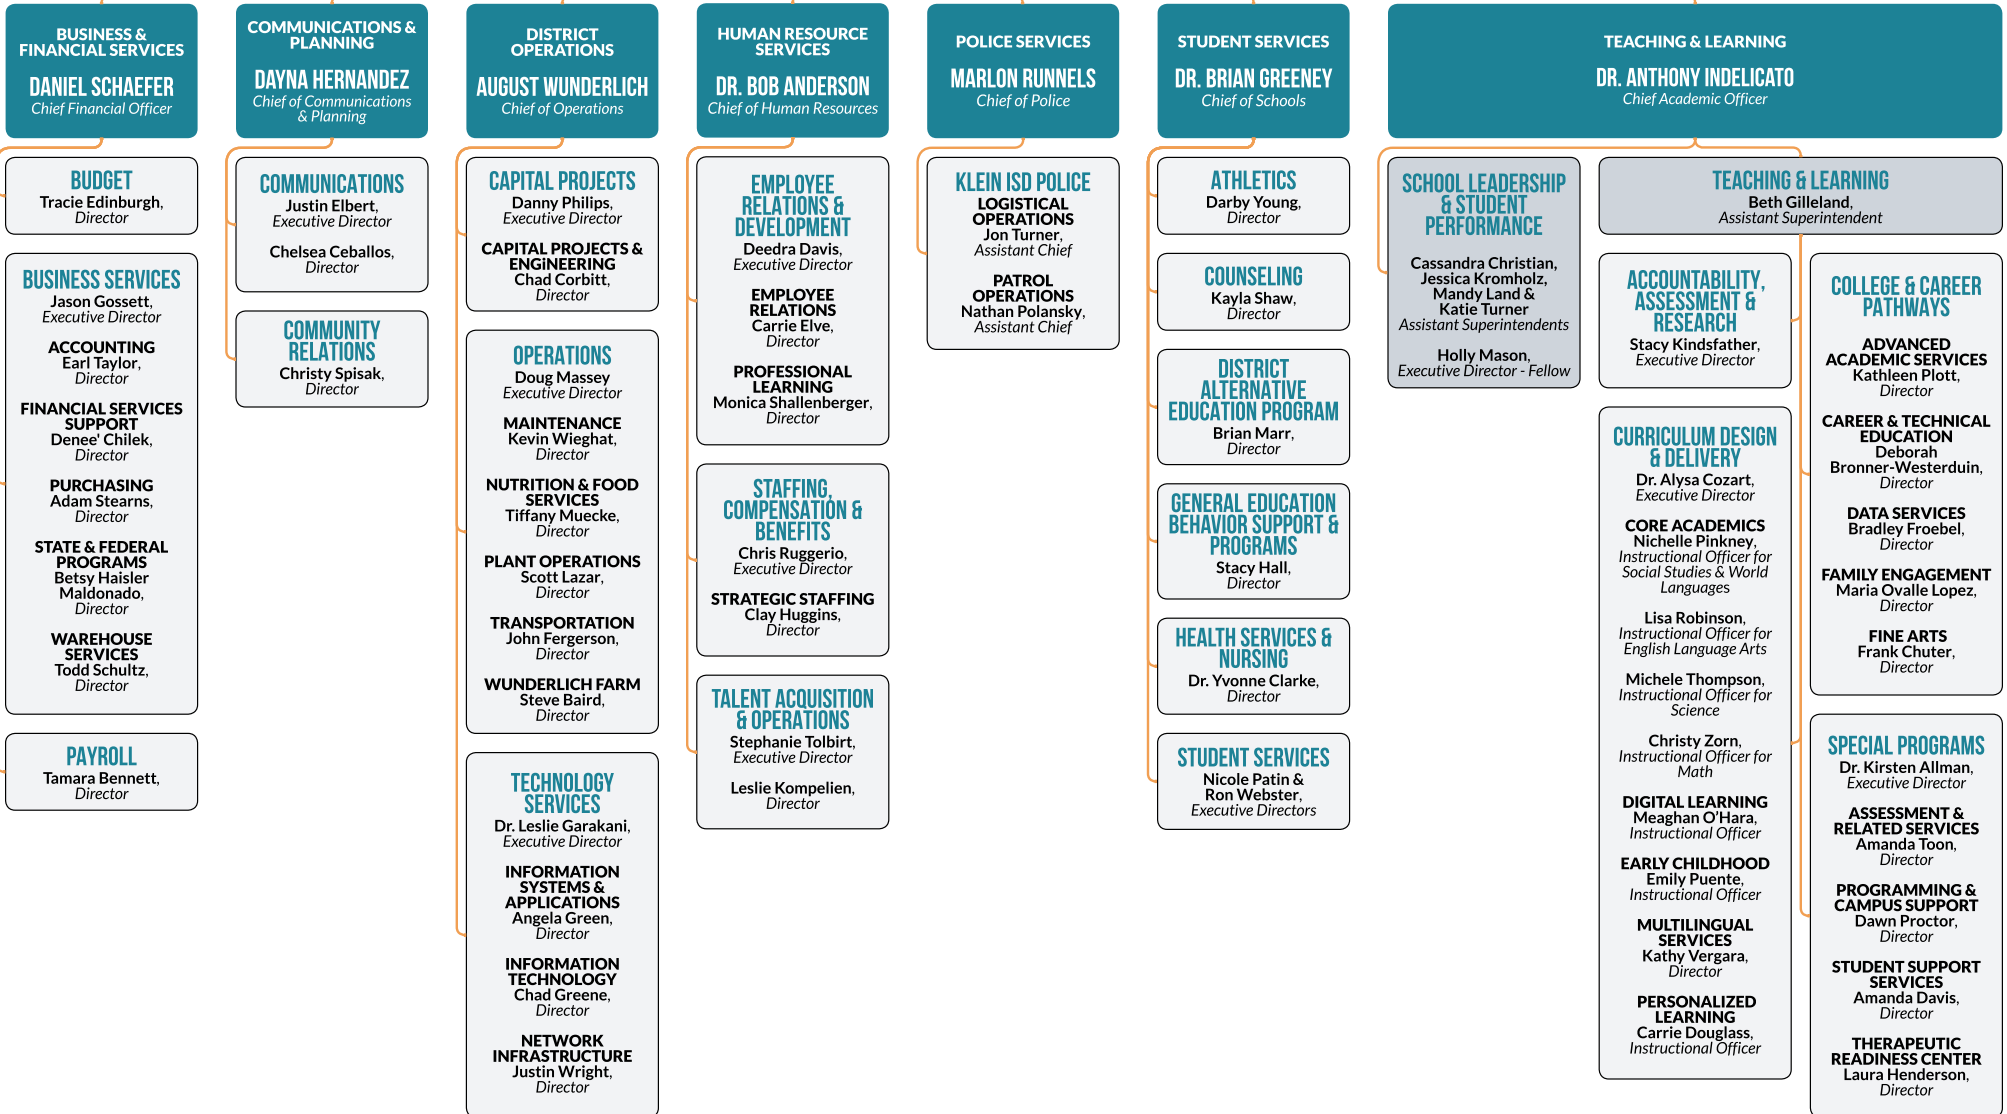 BUSINESS &
FINANCIAL SERVICES
DANIEL SCHAEFER
Chief Financial Officer
BUDGET
Tracie Edinburgh,
Director
BUSINESS SERVICES
Jason Gossett,
Executive Director
ACCOUNTING
Earl Taylor,
Director
FINANCIAL SERVICES
SUPPORT
Denee' Chilek,
Director
PURCHASING
Adam Stearns,
Director
STATE & FEDERAL
PROGRAMS
Betsy Haisler
Maldonado,
Director
WAREHOUSE
SERVICES
Todd Schultz,
Director
PAYROLL
Tamara Bennett,
Director
COMMUNICATIONS &
PLANNING
DAYNA HERNANDEZ
Chief of Communications
& Planning
COMMUNICATIONS
Justin Elbert,
Executive Director
Chelsea Ceballos,
Director
COMMUNITY
RELATIONS
Christy Spisak,
Director
DISTRICT
OPERATIONS
AUGUST WUNDERLICH
Chief of Operations
CAPITAL PROJECTS
Danny Philips,
Executive Director
CAPITAL PROJECTS &
ENGiNEERING
Chad Corbitt,
Director
OPERATIONS
Doug Massey
Executive Director
MAINTENANCE
Kevin Wieghat,
Director
NUTRITION & FOOD
SERVICES
Tiffany Muecke,
Director
PLANT OPERATIONS
Scott Lazar,
Director
TRANSPORTATION
John Fergerson,
Director
WUNDERLICH FARM
Steve Baird,
Director
TECHNOLOGY
SERVICES
Dr. Leslie Garakani,
Executive Director
INFORMATION
SYSTEMS &
APPLICATIONS
Angela Green,
Director
INFORMATION
TECHNOLOGY
Chad Greene,
Director
NETWORK
INFRASTRUCTURE
Justin Wright,
Director
HUMAN RESOURCE
SERVICES
DR. BOB ANDERSON
Chief of Human Resources
EMPLOYEE
RELATIONS &
DEVELOPMENT
Deedra Davis,
Executive Director
EMPLOYEE
RELATIONS
Carrie Elve,
Director
PROFESSIONAL
LEARNING
Monica Shallenberger,
Director
STAFFING,
COMPENSATION &
BENEFITS
Chris Ruggerio,
Executive Director
STRATEGIC STAFFING
Clay Huggins,
Director
TALENT ACQUISITION
& OPERATIONS
Stephanie Tolbirt,
Executive Director
Leslie Kompelien,
Director
POLICE SERVICES
MARLON RUNNELS
Chief of Police
KLEIN ISD POLICE
LOGISTICAL
OPERATIONS
Jon Turner,
Assistant Chief
PATROL
OPERATIONS
Nathan Polansky,
Assistant Chief
STUDENT SERVICES
DR. BRIAN GREENEY
Chief of Schools
ATHLETICS
Darby Young,
Director
COUNSELING
Kayla Shaw,
Director
DISTRICT
ALTERNATIVE
EDUCATION PROGRAM
Brian Marr,
Director
GENERAL EDUCATION
BEHAVIOR SUPPORT &
PROGRAMS
Stacy Hall,
Director
HEALTH SERVICES &
NURSING
Dr. Yvonne Clarke,
Director
STUDENT SERVICES
Nicole Patin &
Ron Webster,
Executive Directors
TEACHING & LEARNING
DR. ANTHONY INDELICATO
Chief Academic Officer
SCHOOL LEADERSHIP
& STUDENT
PERFORMANCE
Cassandra Christian,
Jessica Kromholz,
Mandy Land &
Katie Turner
Assistant Superintendents
Holly Mason,
Executive Director - Fellow
TEACHING & LEARNING
Beth Gilleland,
Assistant Superintendent
ACCOUNTABILITY,
ASSESSMENT &
RESEARCH
Stacy Kindsfather,
Executive Director
CURRICULUM DESIGN
& DELIVERY
Dr. Alysa Cozart,
Executive Director
CORE ACADEMICS
Nichelle Pinkney,
Instructional Officer for
Social Studies & World
Languages
Lisa Robinson,
Instructional Officer for
English Language Arts
Michele Thompson,
Instructional Officer for
Science
Christy Zorn,
Instructional Officer for
Math
DIGITAL LEARNING
Meaghan O'Hara,
Instructional Officer
EARLY CHILDHOOD
Emily Puente,
Instructional Officer
MULTILINGUAL
SERVICES
Kathy Vergara,
Director
PERSONALIZED
LEARNING
Carrie Douglass,
Instructional Officer
COLLEGE & CAREER
PATHWAYS
ADVANCED
ACADEMIC SERVICES
Kathleen Plott,
Director
CAREER & TECHNICAL
EDUCATION
Deborah
Bronner-Westerduin,
Director
DATA SERVICES
Bradley Froebel,
Director
FAMILY ENGAGEMENT
Maria Ovalle Lopez,
Director
FINE ARTS
Frank Chuter,
Director
SPECIAL PROGRAMS
Dr. Kirsten Allman,
Executive Director
ASSESSMENT &
RELATED SERVICES
Amanda Toon,
Director
PROGRAMMING &
CAMPUS SUPPORT
Dawn Proctor,
Director
STUDENT SUPPORT
SERVICES
Amanda Davis,
Director
THERAPEUTIC
READINESS CENTER
Laura Henderson,
Director